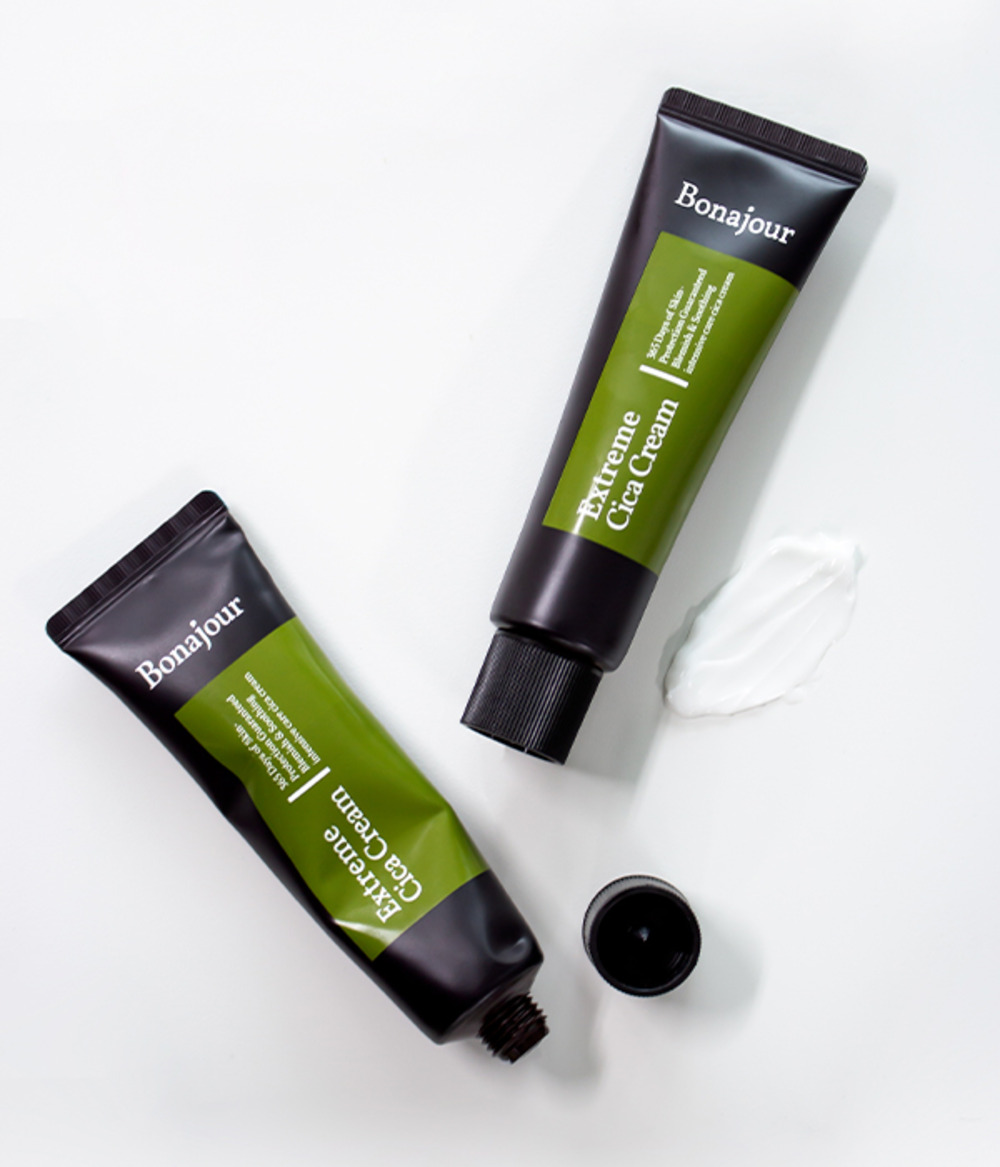 Bonajour
365 Days of Skin-
Protection Guaranteed
Blemish & Soothing
intensive care cica cream
Extreme
Cica Cream
Bonajour
365 Days of Skin-
Protection Guaranteed
Blemish & Soothing
intensive care cica cream
Extreme
Cica Cream